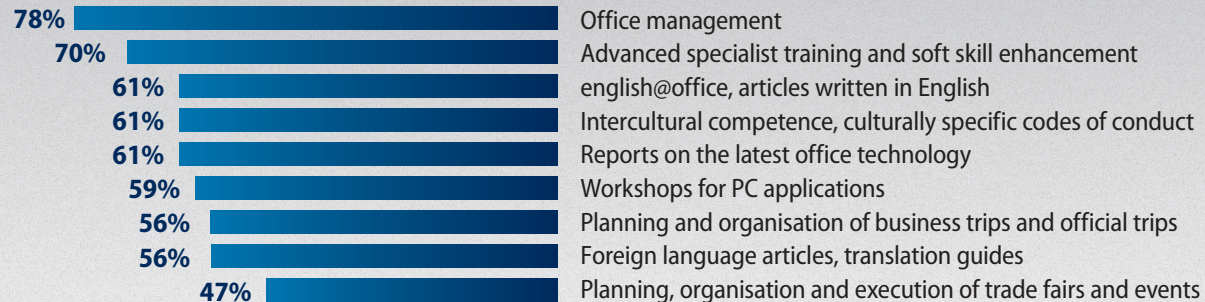 78% Office management
70% Advanced specialist training and soft skill enhancement
61% english@office, articles written in English
61% Intercultural competence, culturally specific codes of conduct
61% Reports on the latest office technology
59% Workshops for PC applications
56% Planning and organisation of business trips and official trips
56% Foreign language articles, translation guides
47% Planning, organisation and execution of trade fairs and events